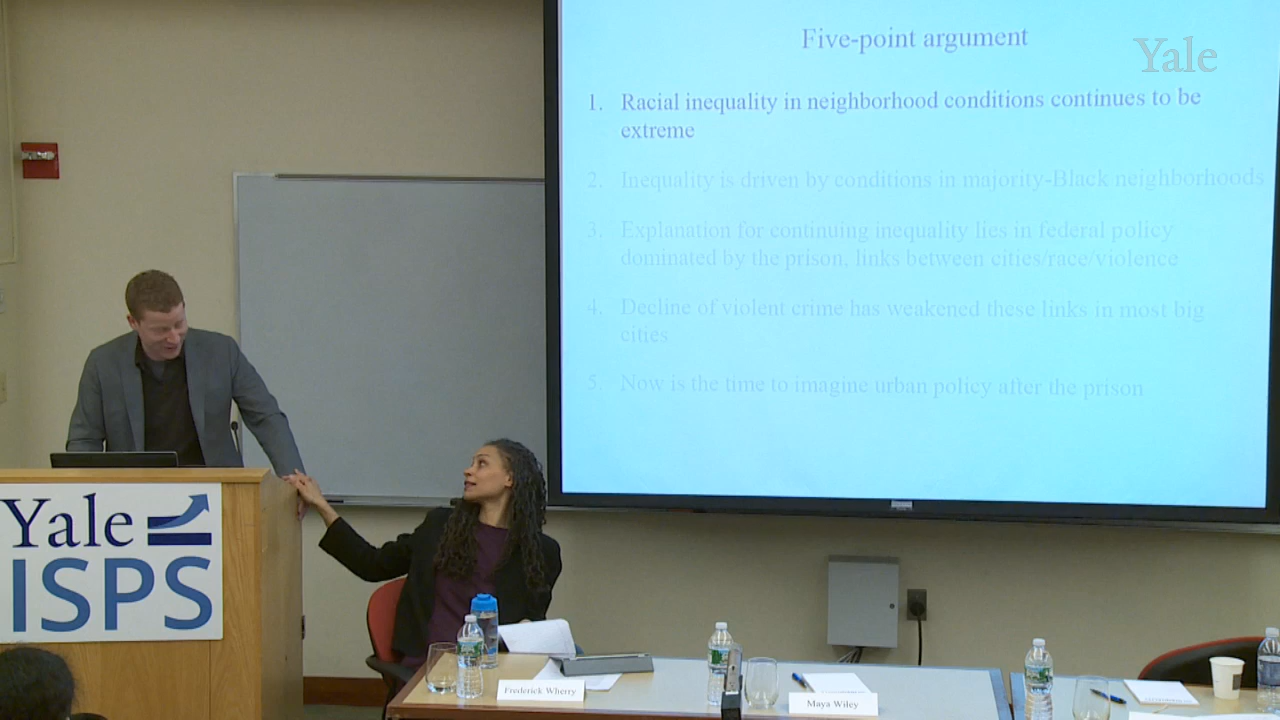 Five-point argument
Yale
1. Racial inequality in neighborhood conditions continues to be
extreme
2. Inequality is driven by conditions in majority-Black neighborhoods
3. Explanation for continuing inequality lies in federal policy
dominated by the prison, links between cities/race/violence
4. Decline of violent crime has weakened these links in most big
cities
5. Now is the time to imagine urban policy after the prison
Yale
ISPS
Frederick Wherry
Maya Wiley